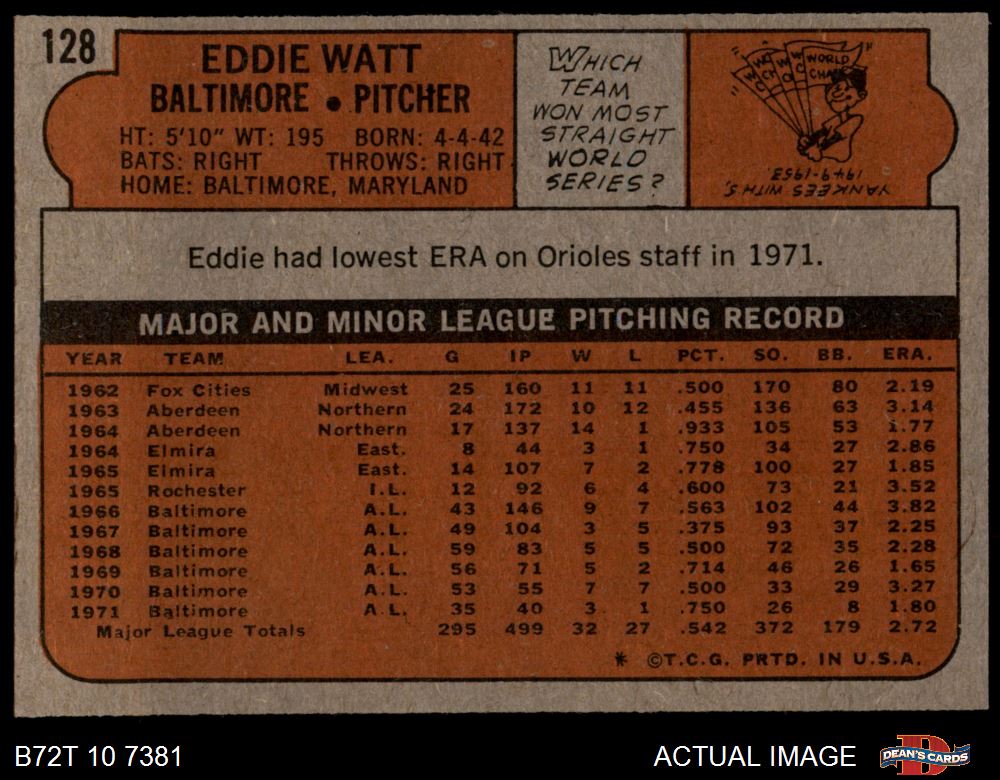 128
EDDIE WATT
BALTIMORE • PITCHER
HT: 5'10" WT: 195 BORN: 4-4-42
BATS: RIGHT THROWS: RIGHT
HOME: BALTIMORE, MARYLAND
WHICH
TEAM
WON MOST
STRAIGHT
WORLD
SERIES?
WORLD
CHAMP
YANKEES WITH 5,
1949-1953.
Eddie had lowest ERA on Orioles staff in 1971.
MAJOR AND MINOR LEAGUE PITCHING RECORD
YEAR TEAM LEA. G IP W L PCT. SO. BB. ERA.
1962 Fox Cities Midwest 25 160 11 11 .500 170 80 2.19
1963 Aberdeen Northern 24 172 10 12 .455 136 63 3.14
1964 Aberdeen Northern 17 137 14 1 .933 105 53 1.77
1964 Elmira East. 8 44 3 1 .750 34 27 2.86
1965 Elmira East. 14 107 7 2 .778 100 27 1.85
1965 Rochester I.L. 12 92 6 4 .600 73 21 3.52
1966 Baltimore A.L. 43 146 9 7 .563 102 44 3.82
1967 Baltimore A.L. 49 104 3 5 .375 93 37 2.25
1968 Baltimore A.L. 59 83 5 5 .500 72 35 2.28
1969 Baltimore A.L. 56 71 5 2 .714 46 26 1.65
1970 Baltimore A.L. 53 55 7 7 .500 33 29 3.27
1971 Baltimore A.L. 35 40 3 1 .750 26 8 1.80
Major League Totals 295 499 32 27 .542 372 179 2.72
* ©T.C.G. PRTD. IN U.S.A.
B72T 10 7381
ACTUAL IMAGE
DEAN'S CARDS